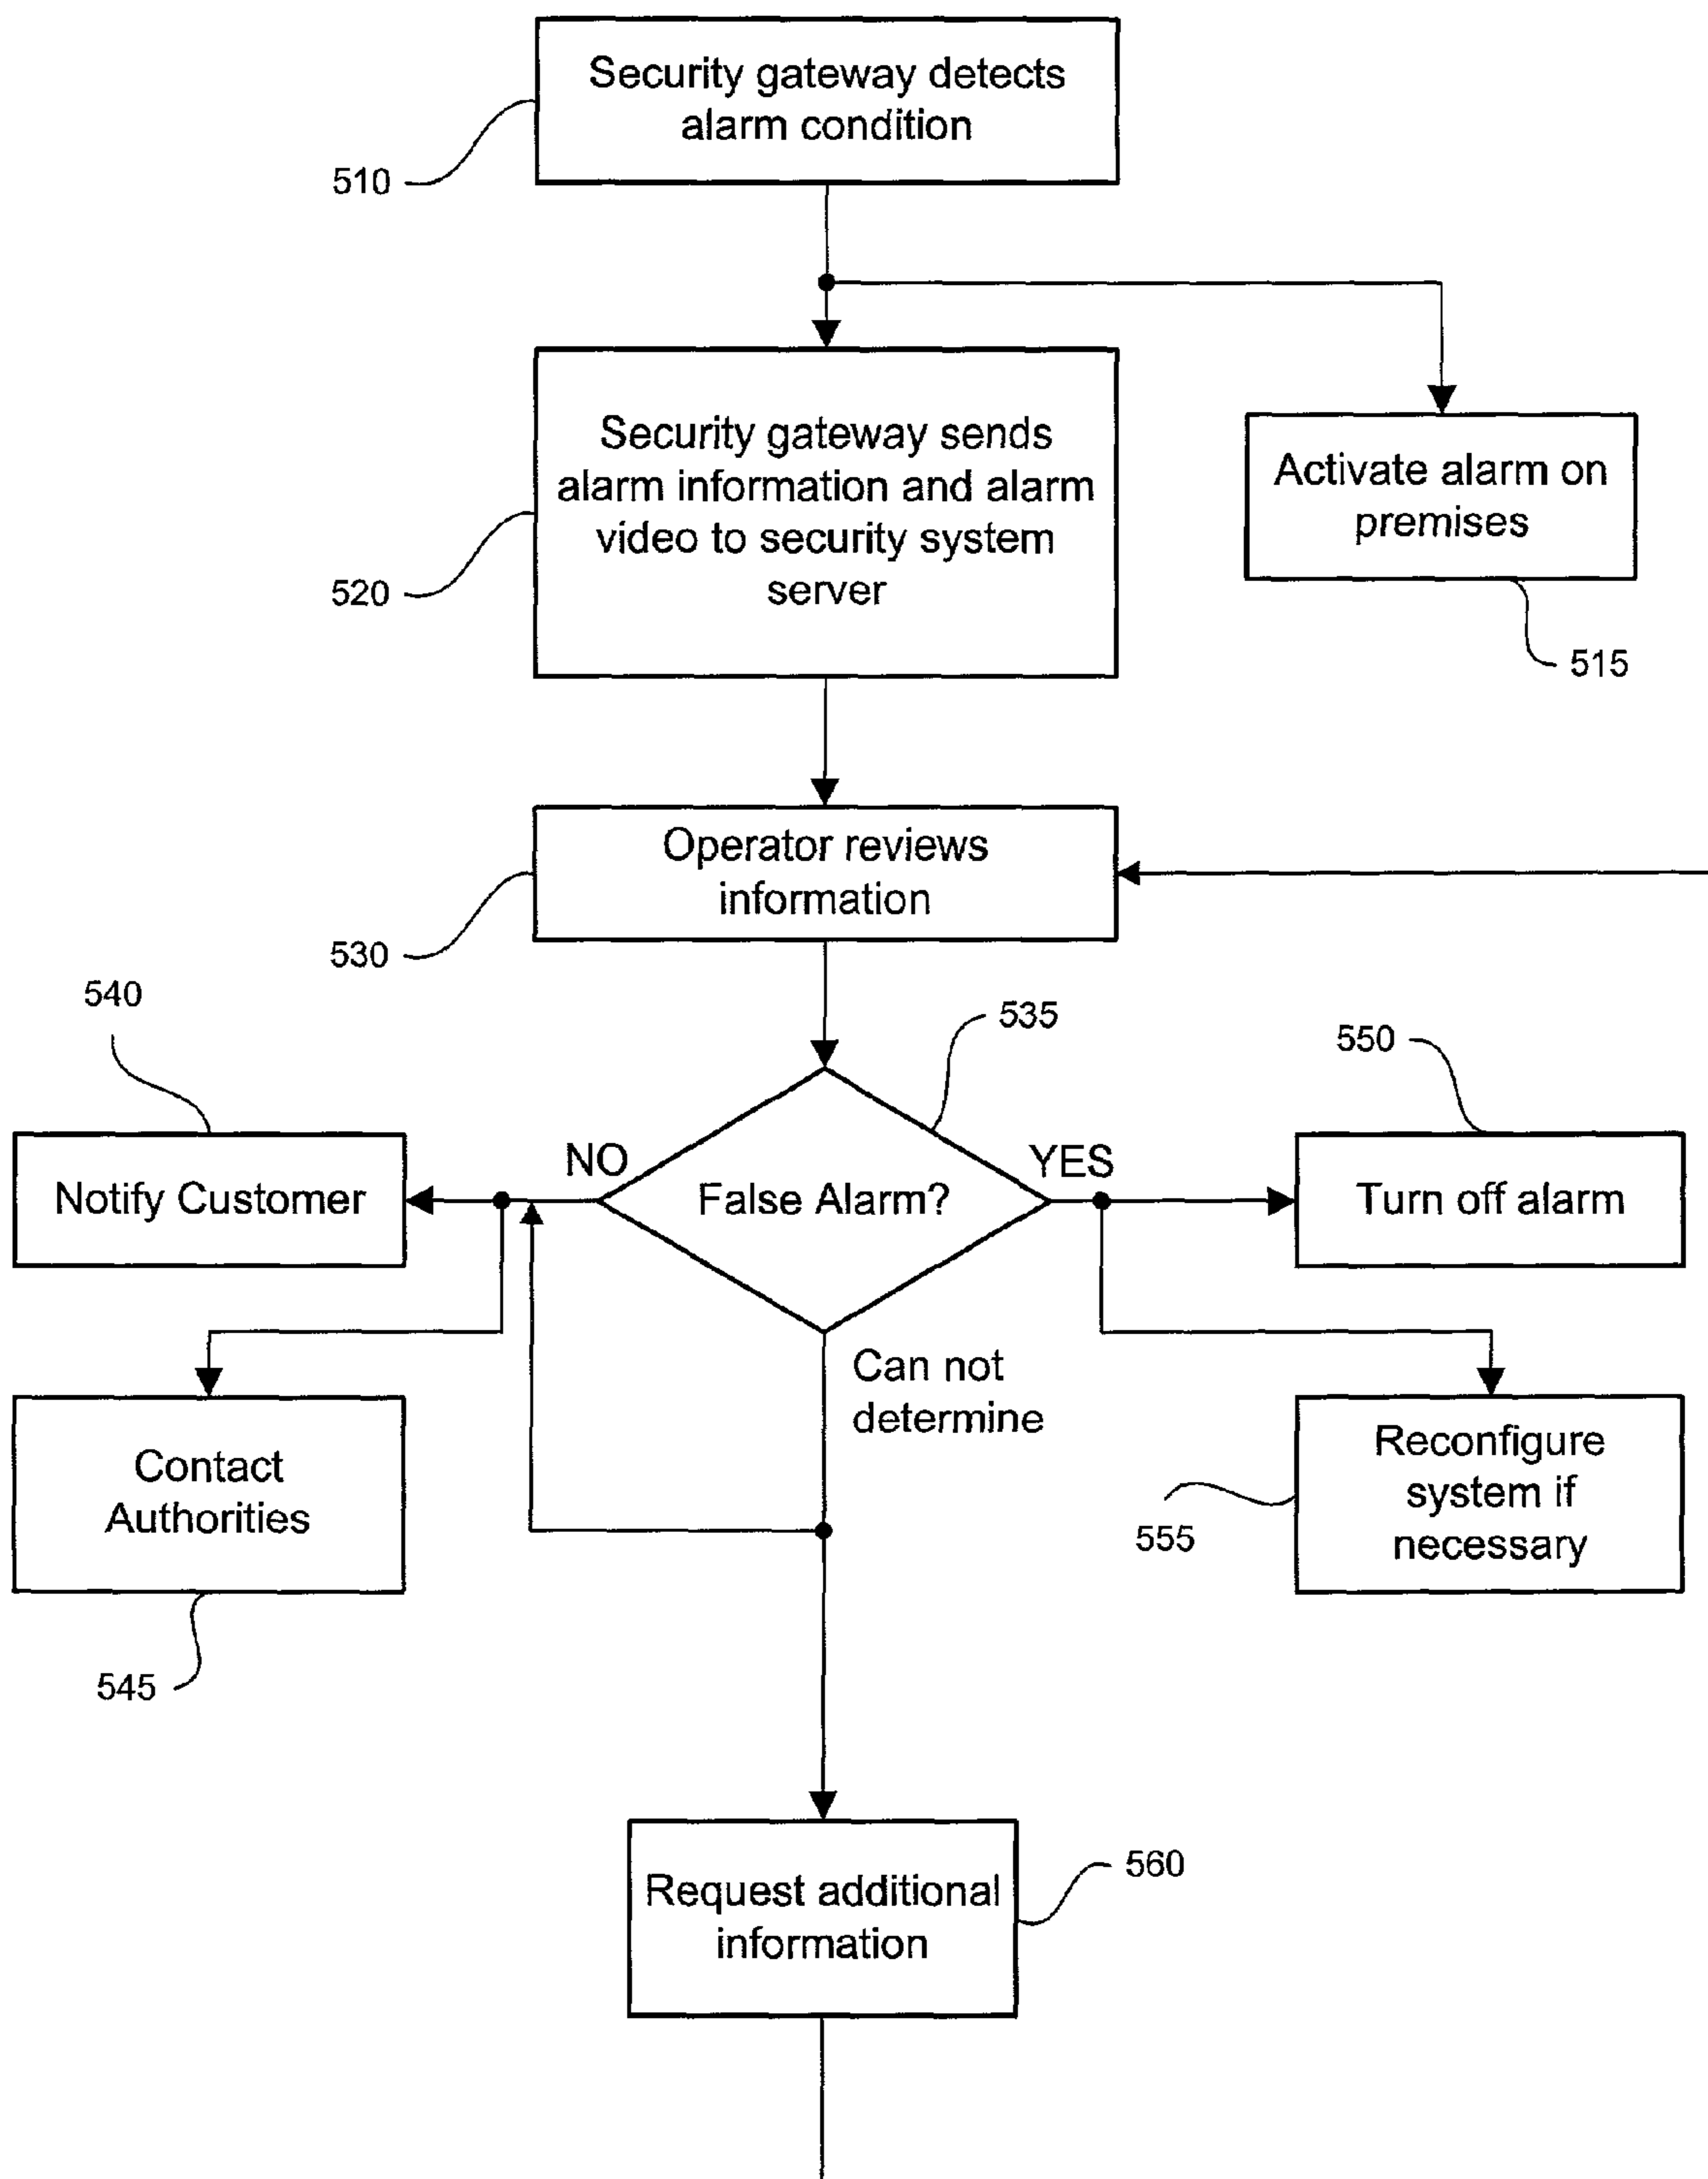 Security gateway detects
alarm condition
510
Security gateway sends
alarm information and alarm
video to security system
server
520
Activate alarm on
premises
515
Operator reviews
information
530
540
535
550
Notify Customer
NO
False Alarm?
YES
Turn off alarm
Can not
determine
Contact
Authorities
545
Reconfigure
system if
necessary
555
Request additional
information
560